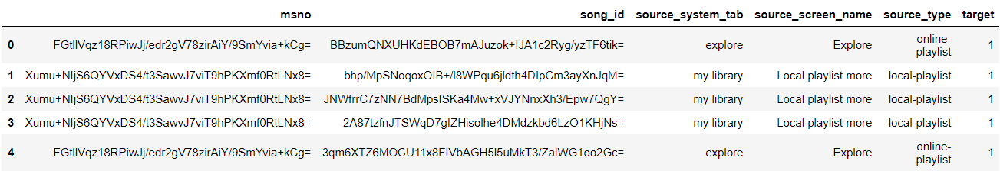 msno song_id source_system_tab source_screen_name source_type target
0 FGtllVqz18RPiwJj/edr2gV78zirAiY/9SmYvia+kCg= BBzumQNXUHKdEBOB7mAJuzok+IJA1c2Ryg/yzTF6tik= explore Explore online-playlist 1
1 Xumu+NIjS6QYVxDS4/t3SawvJ7viT9hPKXmf0RtLNx8= bhp/MpSNoqoxOIB+/l8WPqu6jldth4DIpCm3ayXnJqM= my library Local playlist more local-playlist 1
2 Xumu+NIjS6QYVxDS4/t3SawvJ7viT9hPKXmf0RtLNx8= JNWfrrC7zNN7BdMpsISKa4Mw+xVJYNnxXh3/Epw7QgY= my library Local playlist more local-playlist 1
3 Xumu+NIjS6QYVxDS4/t3SawvJ7viT9hPKXmf0RtLNx8= 2A87tzfnJTSWqD7gIZHisolhe4DMdzkbd6LzO1KHjNs= my library Local playlist more local-playlist 1
4 FGtllVqz18RPiwJj/edr2gV78zirAiY/9SmYvia+kCg= 3qm6XTZ6MOCU11x8FIVbAGH5l5uMkT3/ZalWG1oo2Gc= explore Explore online-playlist 1